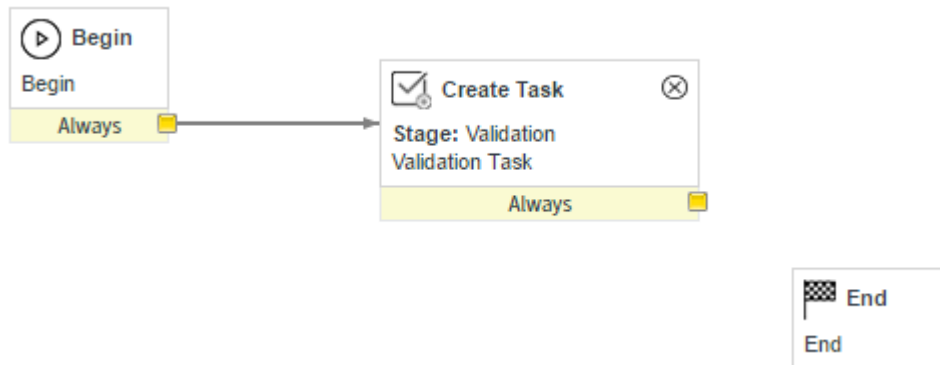 Begin
Begin
Always
Create Task
Stage: Validation
Validation Task
Always
End
End